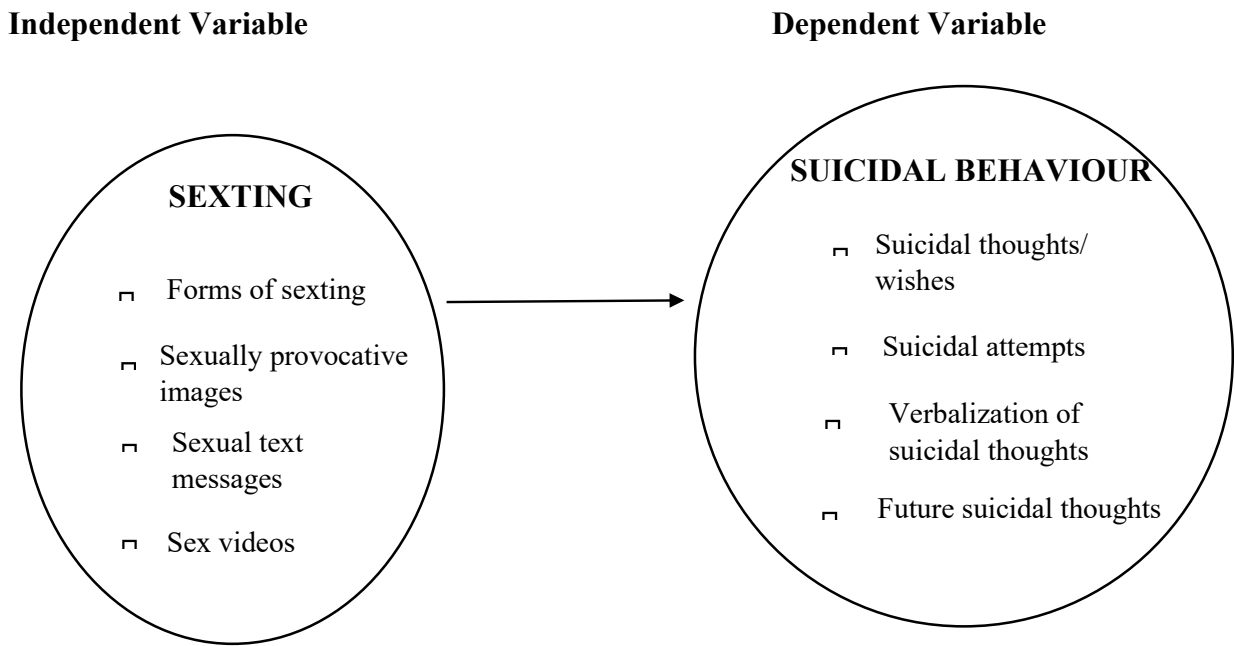 Independent Variable
Dependent Variable
SEXTING
Forms of sexting
Sexually provocative
images
Sexual text
messages
Sex videos
SUICIDAL BEHAVIOUR
Suicidal thoughts/
wishes
Suicidal attempts
Verbalization of
suicidal thoughts
Future suicidal thoughts